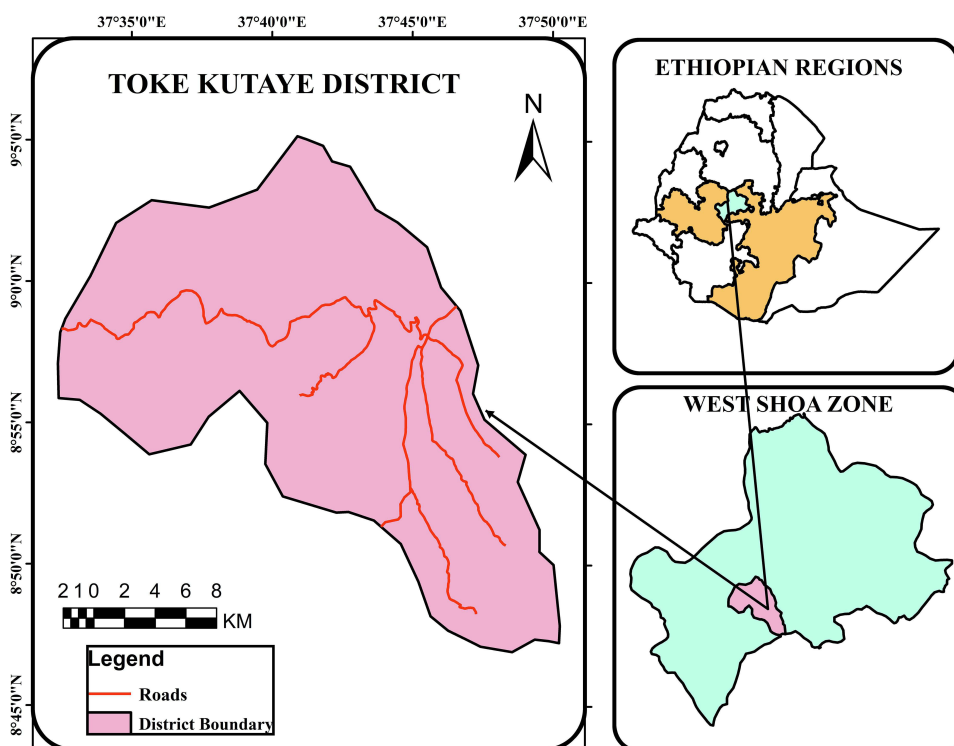 37°35'0"E 37°40'0"E 37°45'0"E 37°50'0"E
TOKE KUTAYE DISTRICT
N
9°5'0"N
9°0'0"N
8°55'0"N
8°50'0"N
8°45'0"N
2 1 0 2 4 6 8
KM
Legend
Roads
District Boundary
ETHIOPIAN REGIONS
WEST SHOA ZONE